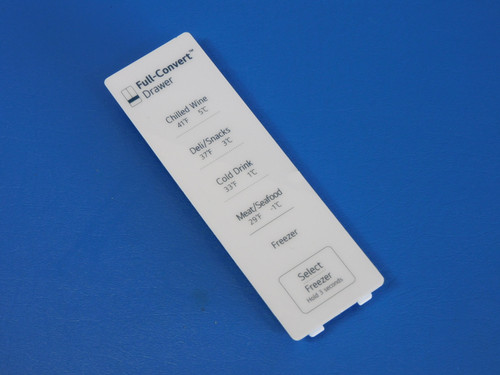 Full-Convert™
Drawer
Chilled Wine
41°F 5°C
Deli/Snacks
37°F 3°C
Cold Drink
33°F 1°C
Meat/Seafood
29°F -1°C
Freezer
Select
Freezer
Hold 3 seconds